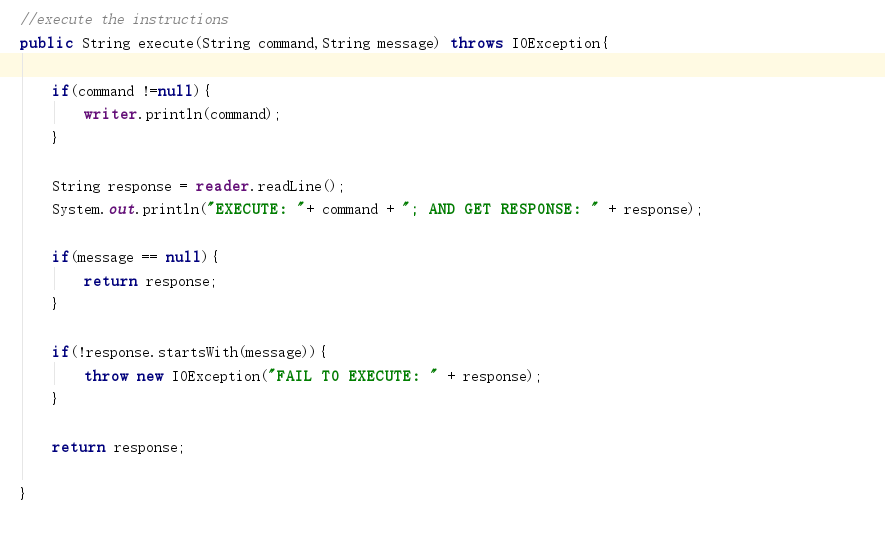 //execute the instructions
public String execute(String command,String message) throws IOException{
if(command !=null){
writer.println(command);
}
String response = reader.readLine();
System.out.println("EXECUTE: "+ command + "; AND GET RESPONSE: " + response);
if(message == null){
return response;
}
if(!response.startsWith(message)){
throw new IOException("FAIL TO EXECUTE: " + response);
}
return response;
}